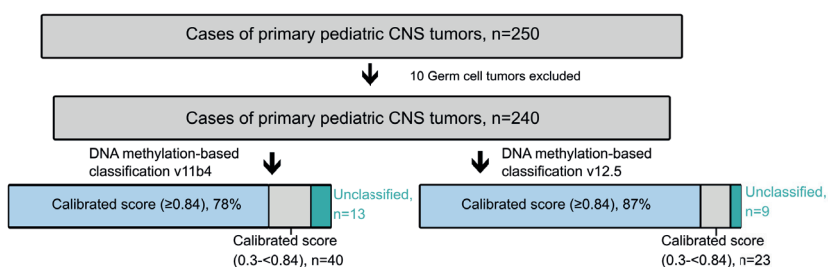 Cases of primary pediatric CNS tumors, n=250
10 Germ cell tumors excluded
Cases of primary pediatric CNS tumors, n=240
DNA methylation-based
classification v11b4
DNA methylation-based
classification v12.5
Calibrated score (≥0.84), 78%
Unclassified,
n=13
Calibrated score
(0.3-<0.84), n=40
Calibrated score (≥0.84), 87%
Unclassified,
n=9
Calibrated score
(0.3-<0.84), n=23